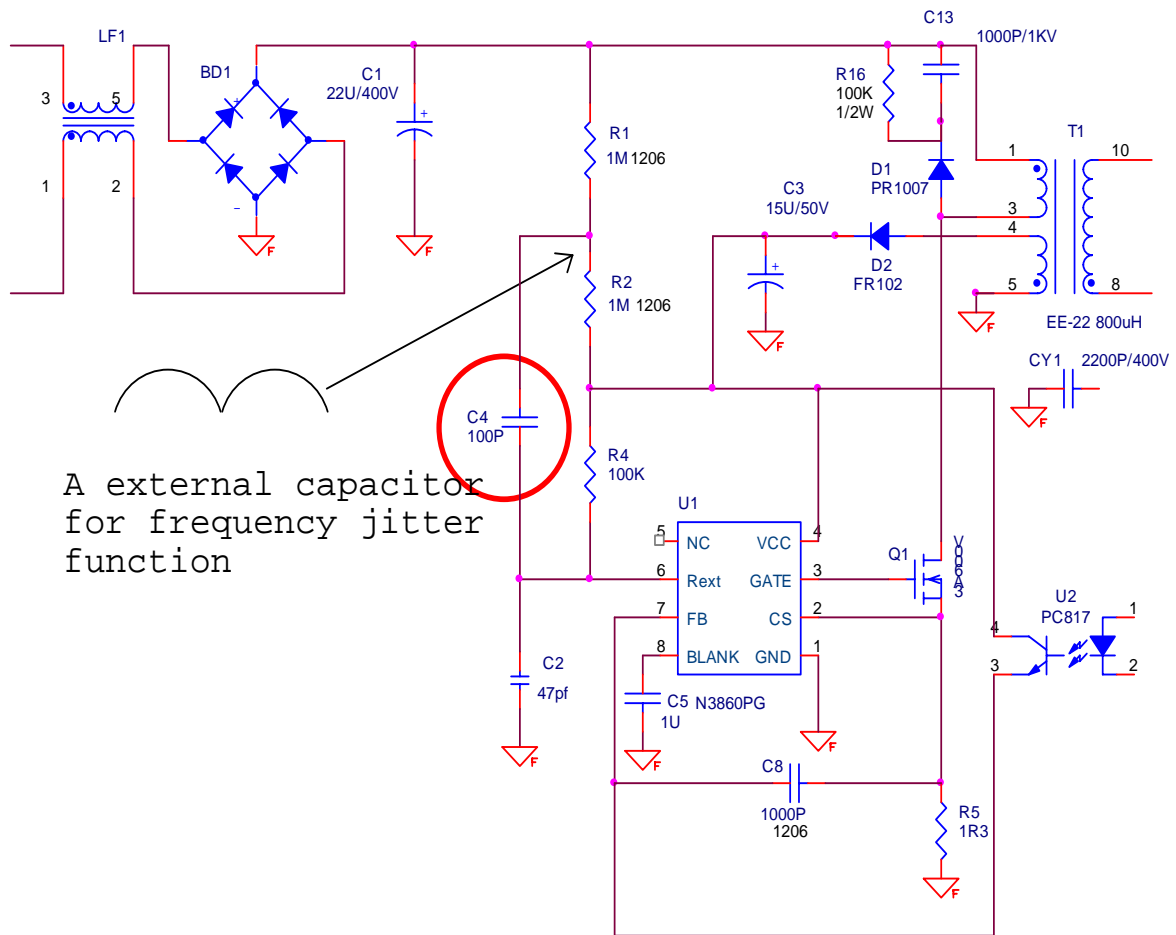 C13
1000P/1KV
LF1
BD1
C1
22U/400V
R16
100K
1/2W
3
5
R1
1M 1206
T1
1
10
1
2
C3
15U/50V
D1
PR1007
3
4
D2
FR102
R2
1M 1206
5
8
EE-22 800uH
CY1
2200P/400V
C4
100P
R4
100K
A external capacitor
for frequency jitter
function
U1
5
NC
VCC
4
6
Rext
GATE
3
Q1
7
FB
CS
2
8
BLANK
GND
1
U2
PC817
4
1
3
2
C2
47pf
C5
N3860PG
1U
C8
1000P
1206
R5
1R3
+
-
+
+
F
F
F
F
F
F
F
F
F